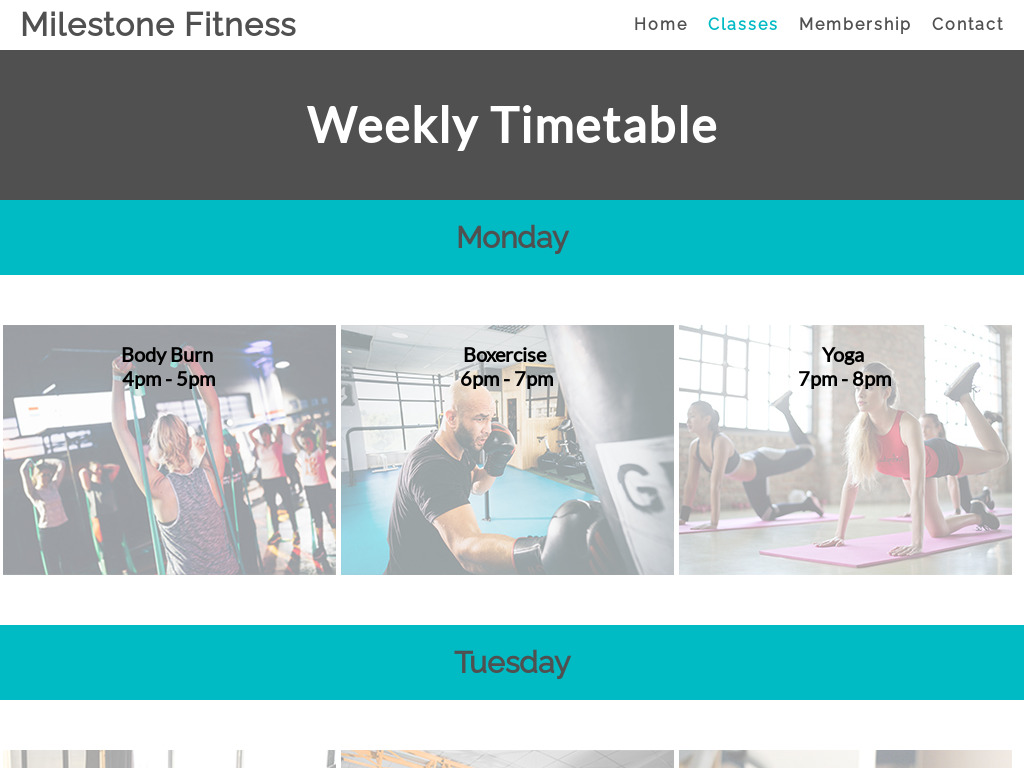 Milestone Fitness
Home Classes Membership Contact
Weekly Timetable
Monday
Body Burn
4pm - 5pm
Boxercise
6pm - 7pm
Yoga
7pm - 8pm
Tuesday